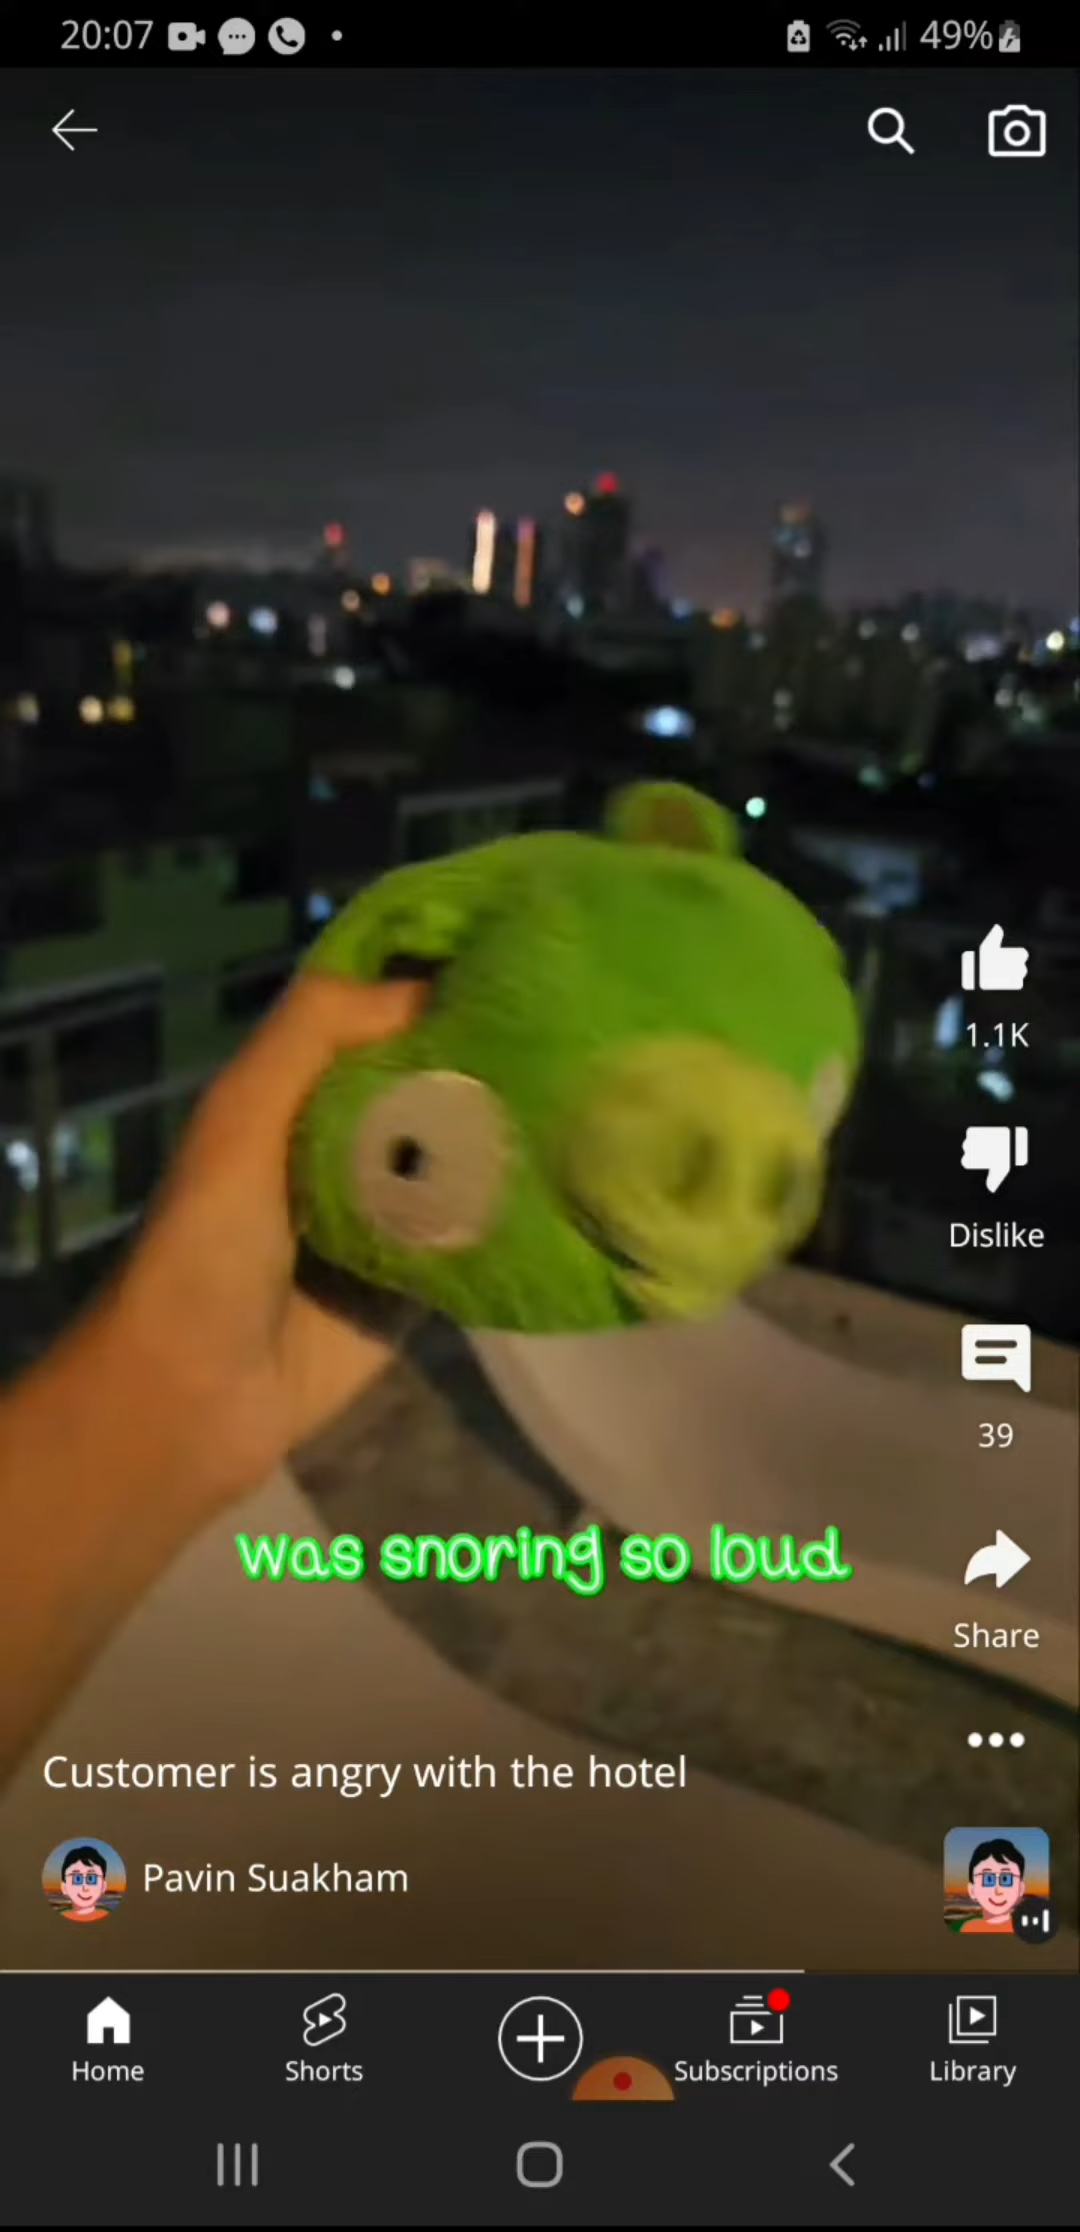 20:07
49%
1.1K
Dislike
39
was snoring so loud
Share
Customer is angry with the hotel
Pavin Suakham
Home
Shorts
Subscriptions
Library